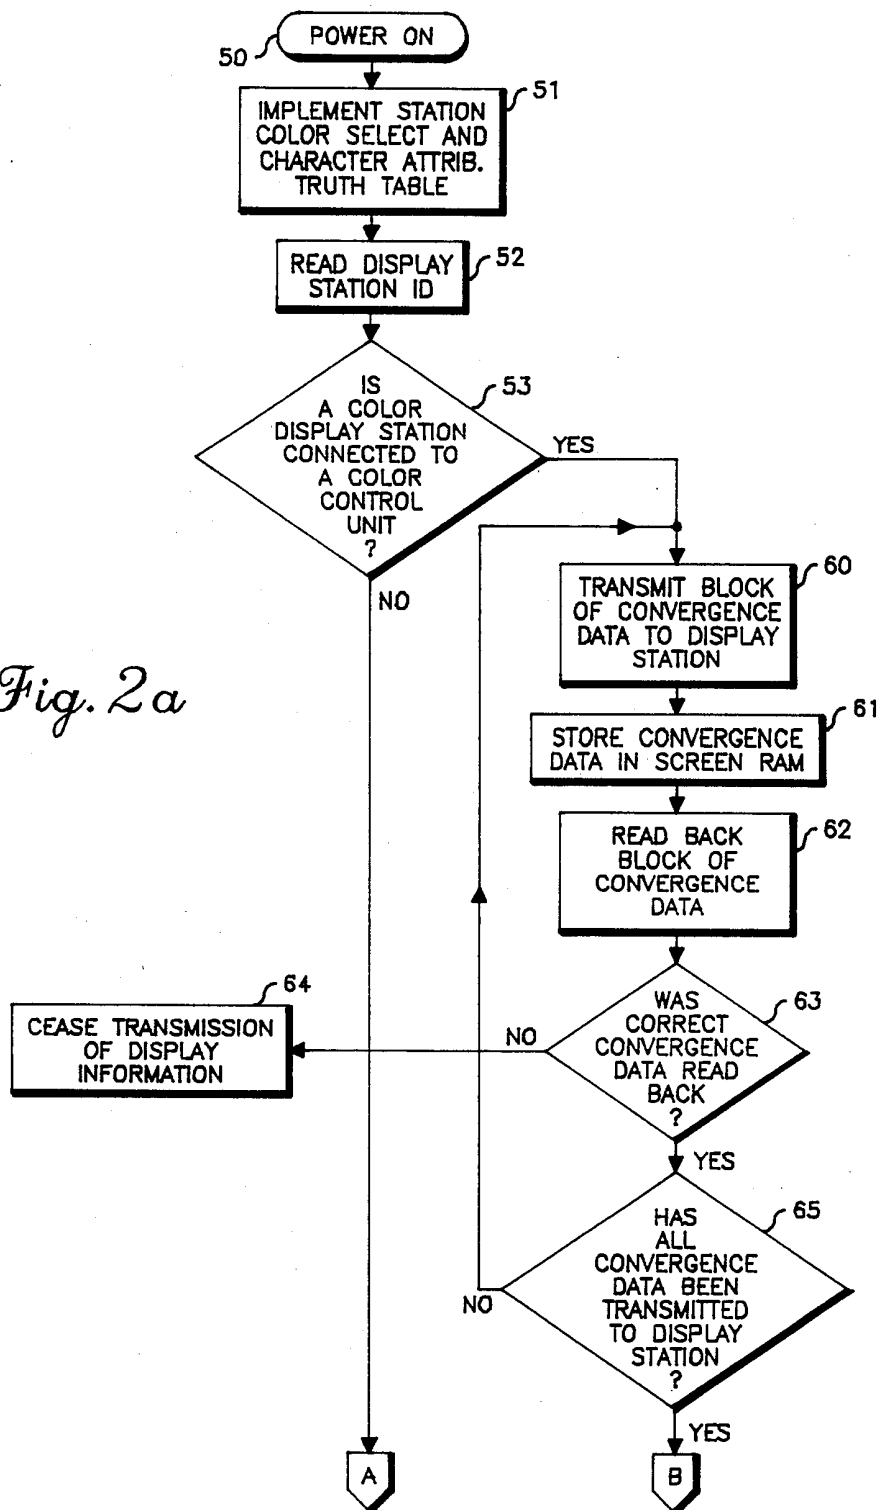 50
POWER ON
51
IMPLEMENT STATION
COLOR SELECT AND
CHARACTER ATTRIB.
TRUTH TABLE
52
READ DISPLAY
STATION ID
53
IS
A COLOR
DISPLAY STATION
CONNECTED TO
A COLOR
CONTROL
UNIT
?
YES
NO
60
TRANSMIT BLOCK
OF CONVERGENCE
DATA TO DISPLAY
STATION
Fig. 2a
61
STORE CONVERGENCE
DATA IN SCREEN RAM
62
READ BACK
BLOCK OF
CONVERGENCE
DATA
64
CEASE TRANSMISSION
OF DISPLAY
INFORMATION
63
WAS
CORRECT
CONVERGENCE
DATA READ
BACK
?
NO
YES
65
HAS
ALL
CONVERGENCE
DATA BEEN
TRANSMITTED
TO DISPLAY
STATION
?
NO
YES
A
B